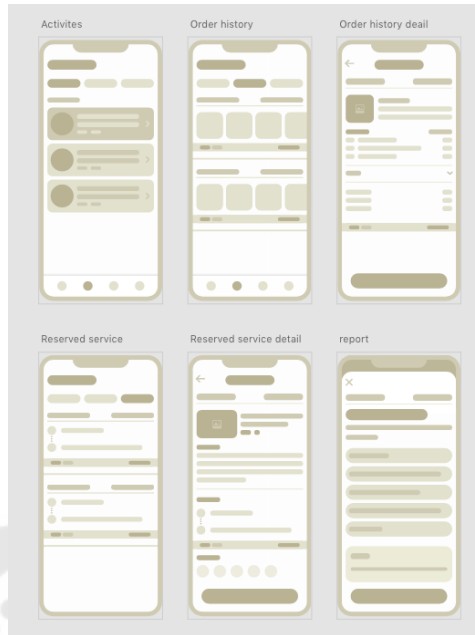 Activites
Order history
Order history deail
Reserved service
Reserved service detail
report